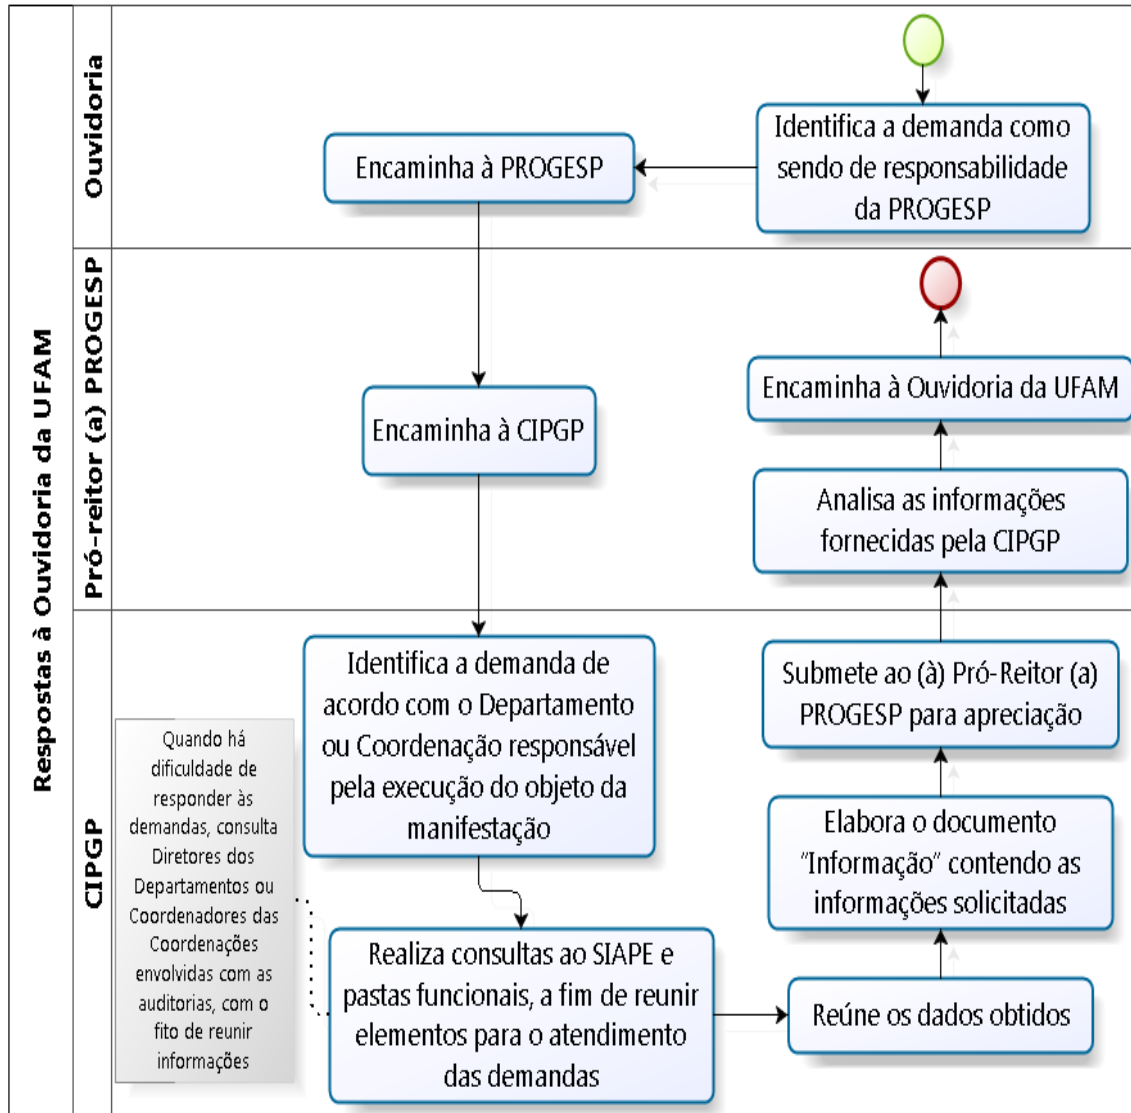 Respostas à Ouvidoria da UFAM
Ouvidoria
Identifica a demanda como
sendo de responsabilidade
da PROGESP
Encaminha à PROGESP
Pró-reitor (a) PROGESP
Encaminha à CIPGP
Encaminha à Ouvidoria da UFAM
Analisa as informações
fornecidas pela CIPGP
CIPGP
Identifica a demanda de
acordo com o Departamento
ou Coordenação responsável
pela execução do objeto da
manifestação
Quando há
dificuldade de
responder às
demandas, consulta
Diretores dos
Departamentos ou
Coordenadores das
Coordenações
envolvidas com as
auditorias, com o
fito de reunir
informações
Realiza consultas ao SIAPE e
pastas funcionais, a fim de reunir
elementos para o atendimento
das demandas
Reúne os dados obtidos
Elabora o documento
“Informação” contendo as
informações solicitadas
Submete ao (à) Pró-Reitor (a)
PROGESP para apreciação